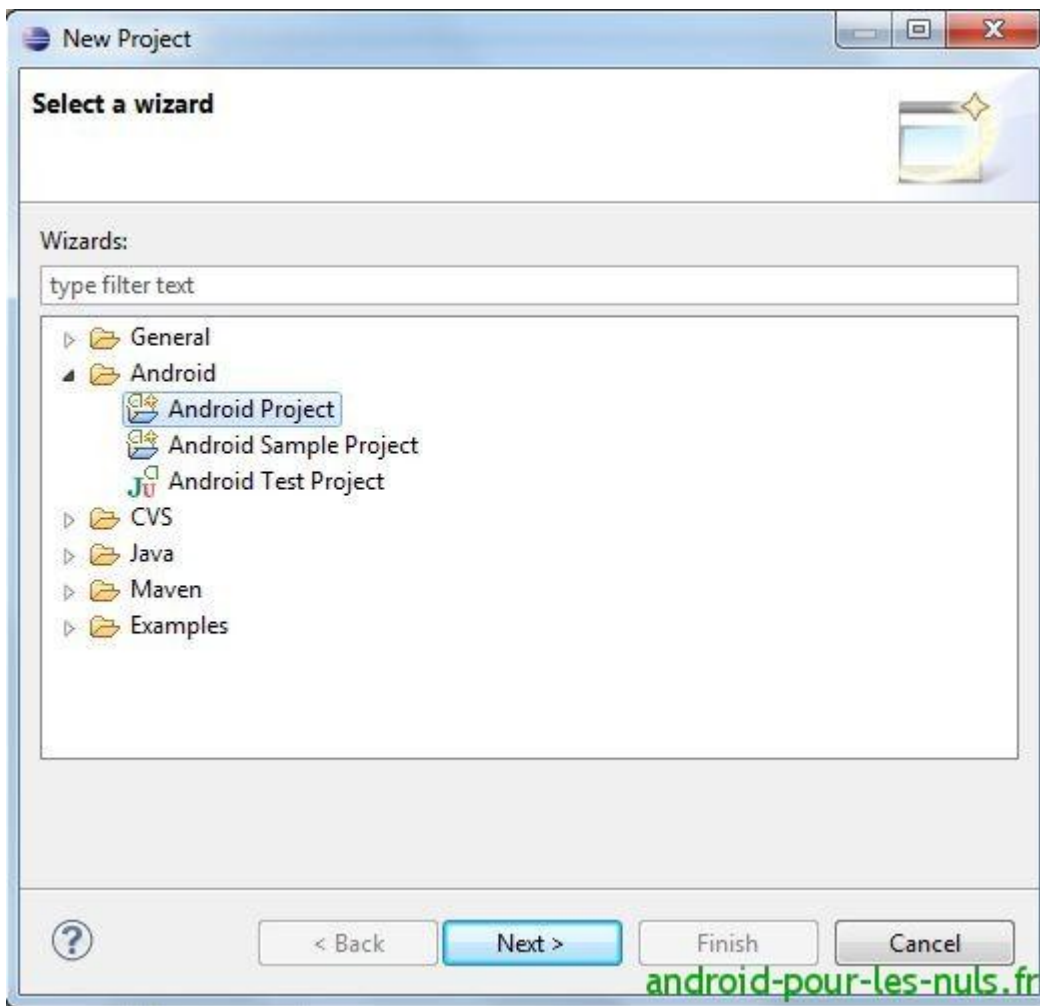 New Project
Select a wizard
Wizards:
type filter text
General
Android
Android Project
Android Sample Project
Android Test Project
CVS
Java
Maven
Examples
< Back Next > Finish Cancel
android-pour-les-nuls.fr